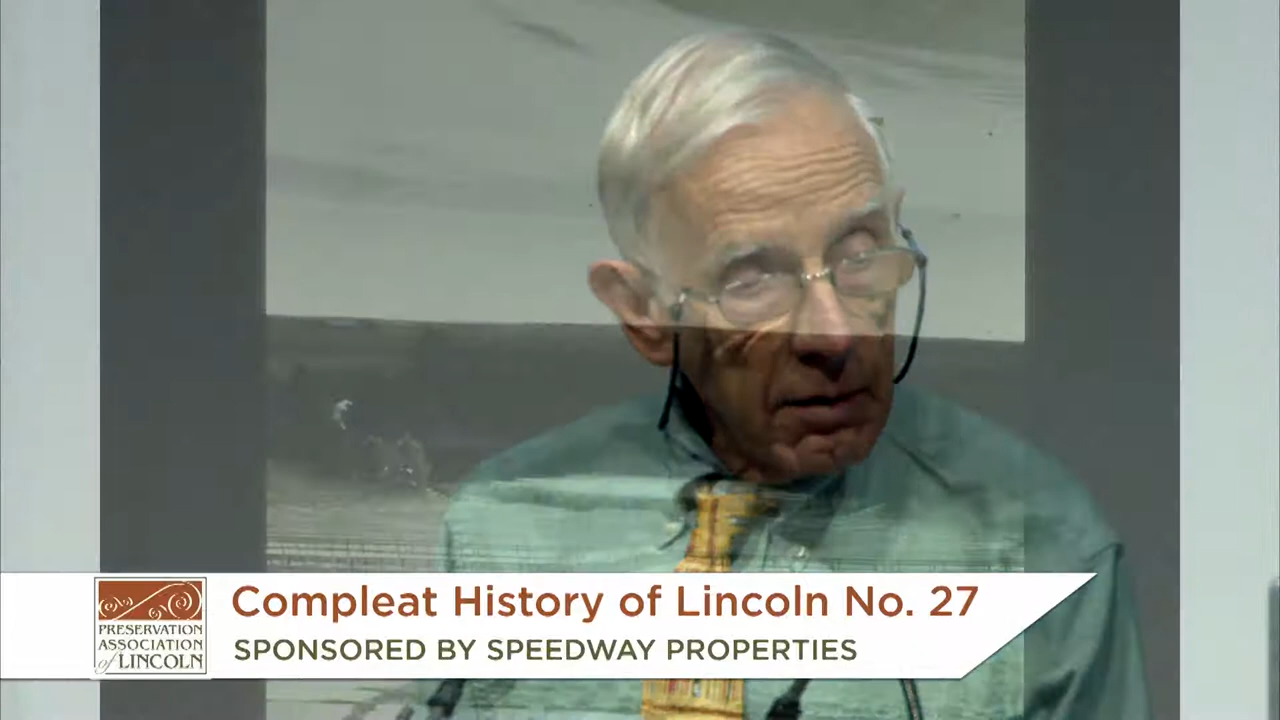 Compleat History of Lincoln No. 27
SPONSORED BY SPEEDWAY PROPERTIES
PRESERVATION
ASSOCIATION
of LINCOLN